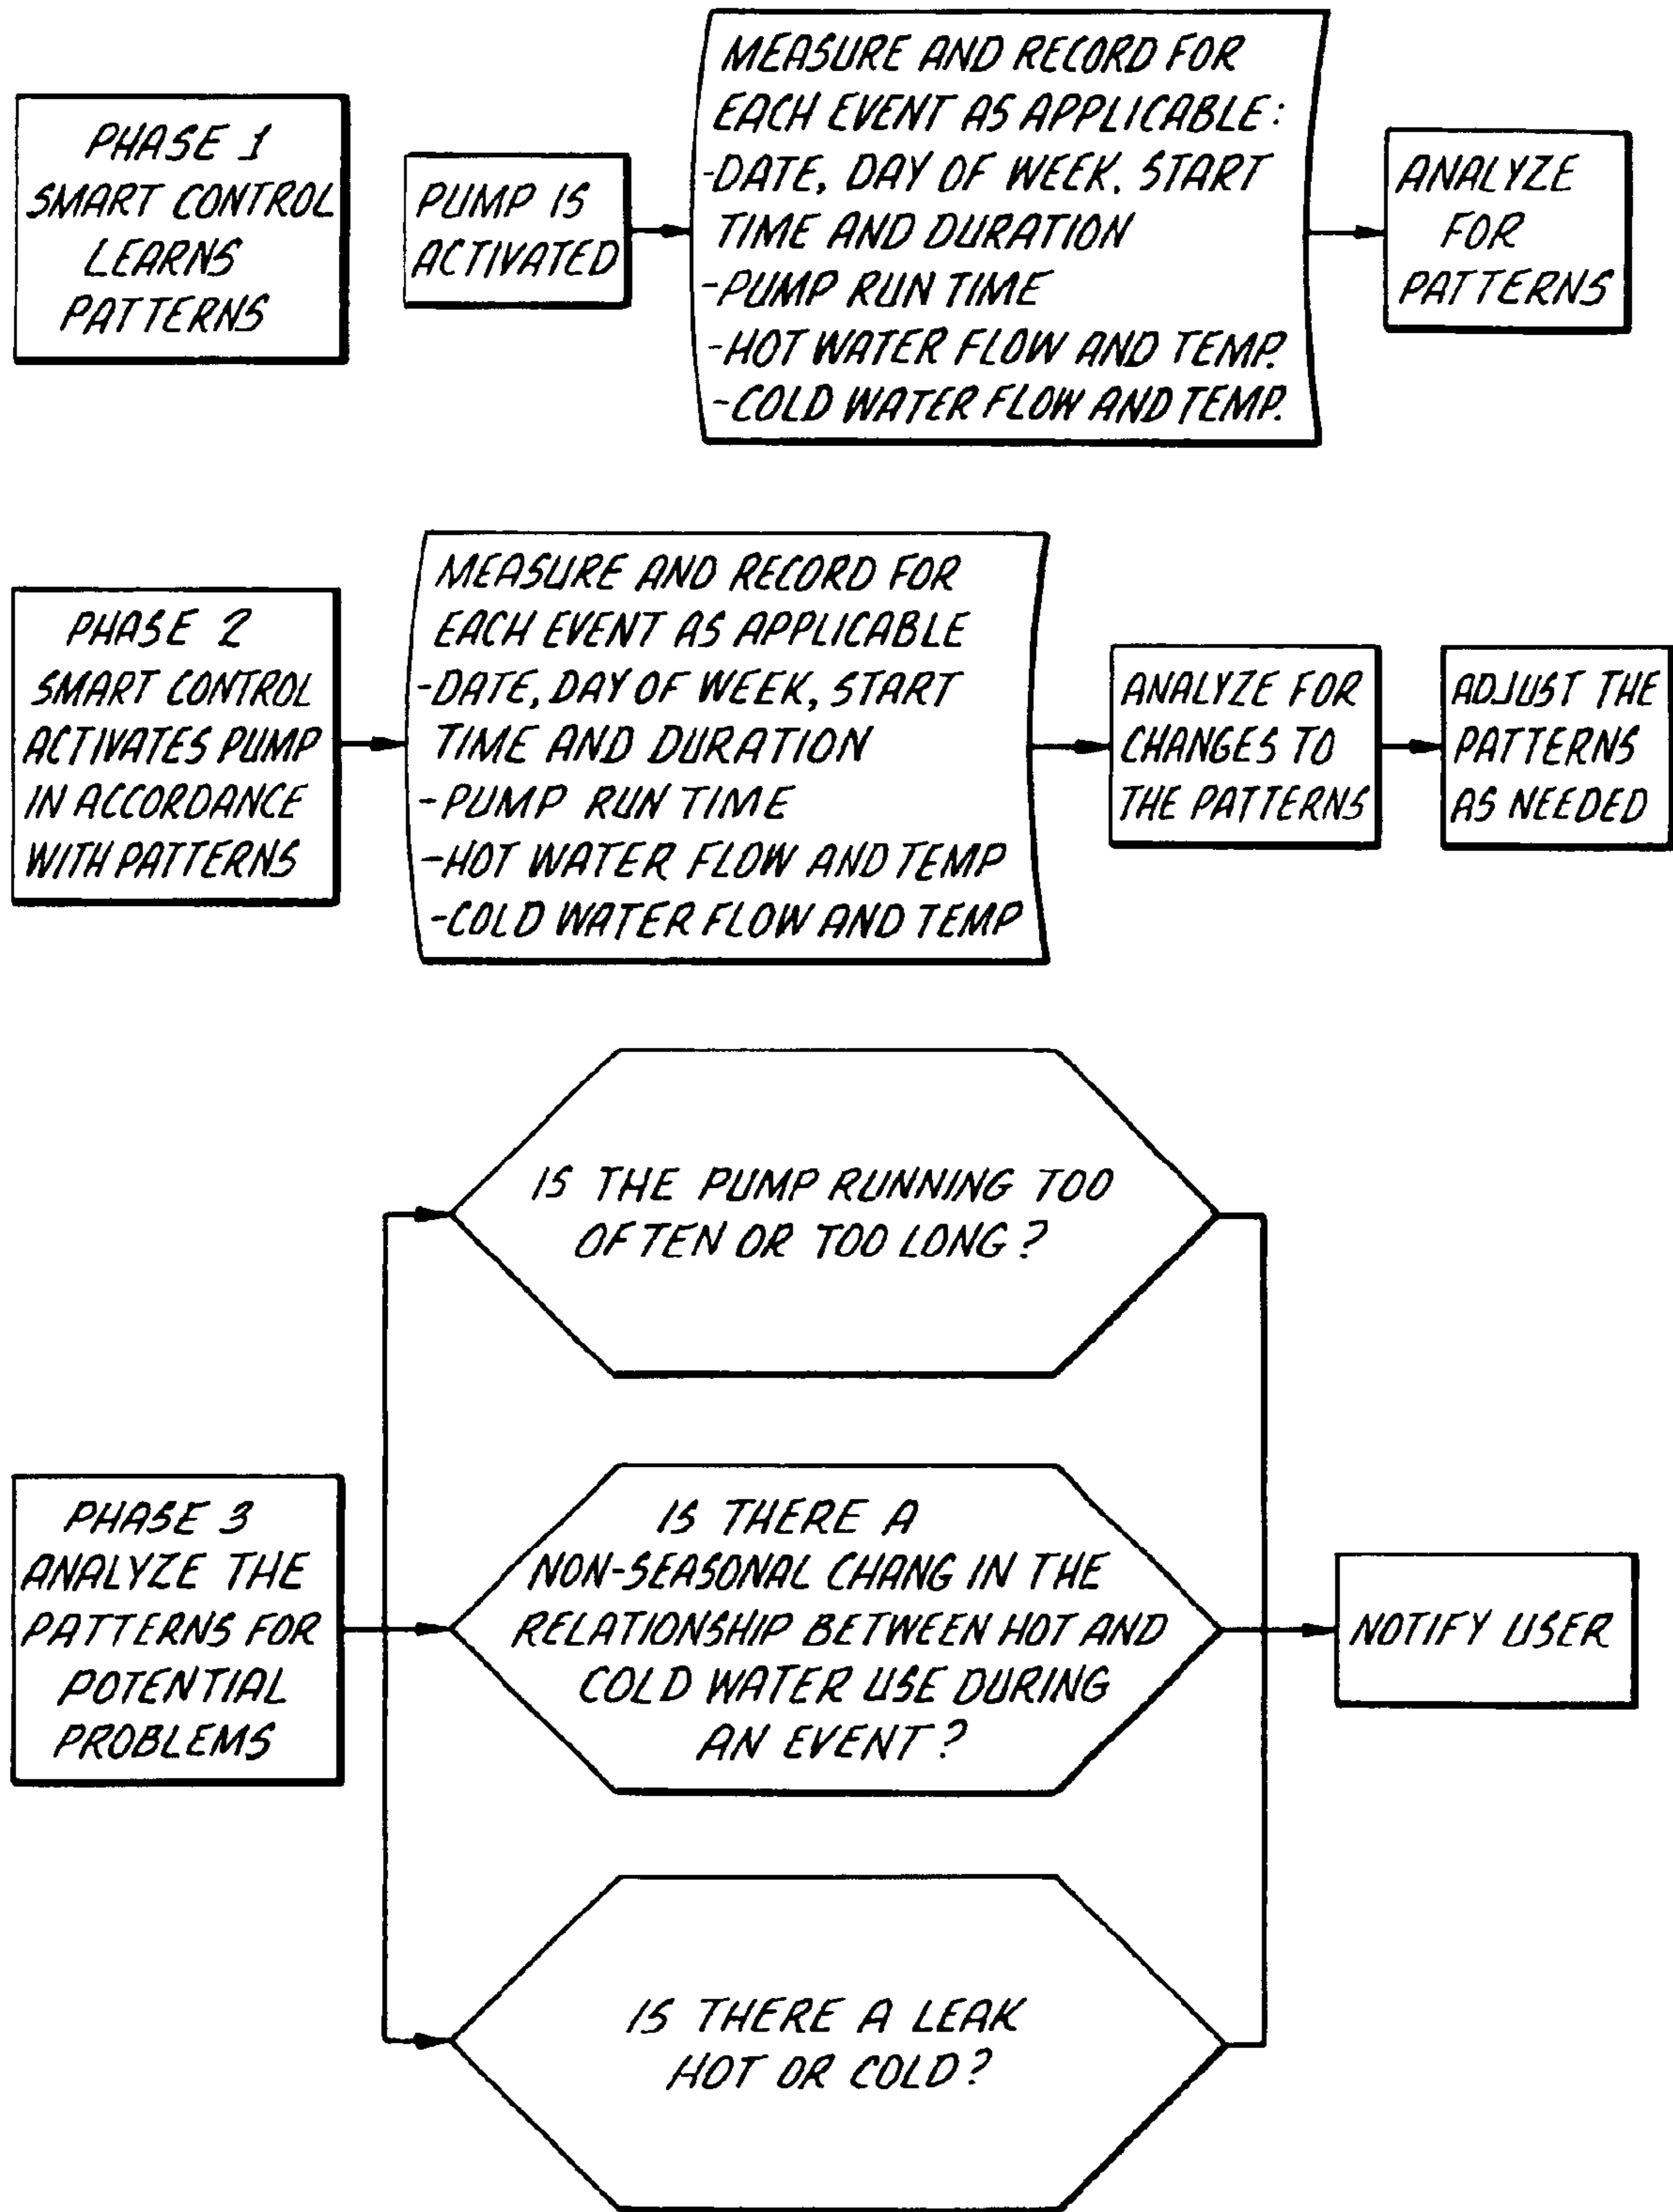 PHASE 1
SMART CONTROL
LEARNS
PATTERNS
PUMP IS
ACTIVATED
MEASURE AND RECORD FOR
EACH EVENT AS APPLICABLE:
-DATE, DAY OF WEEK, START
TIME AND DURATION
-PUMP RUN TIME
-HOT WATER FLOW AND TEMP.
-COLD WATER FLOW AND TEMP.
ANALYZE
FOR
PATTERNS
PHASE 2
SMART CONTROL
ACTIVATES PUMP
IN ACCORDANCE
WITH PATTERNS
MEASURE AND RECORD FOR
EACH EVENT AS APPLICABLE
-DATE, DAY OF WEEK, START
TIME AND DURATION
-PUMP RUN TIME
-HOT WATER FLOW AND TEMP
-COLD WATER FLOW AND TEMP
ANALYZE FOR
CHANGES TO
THE PATTERNS
ADJUST THE
PATTERNS
AS NEEDED
PHASE 3
ANALYZE THE
PATTERNS FOR
POTENTIAL
PROBLEMS
IS THE PUMP RUNNING TOO
OFTEN OR TOO LONG?
IS THERE A
NON-SEASONAL CHANG IN THE
RELATIONSHIP BETWEEN HOT AND
COLD WATER USE DURING
AN EVENT?
IS THERE A LEAK
HOT OR COLD?
NOTIFY USER